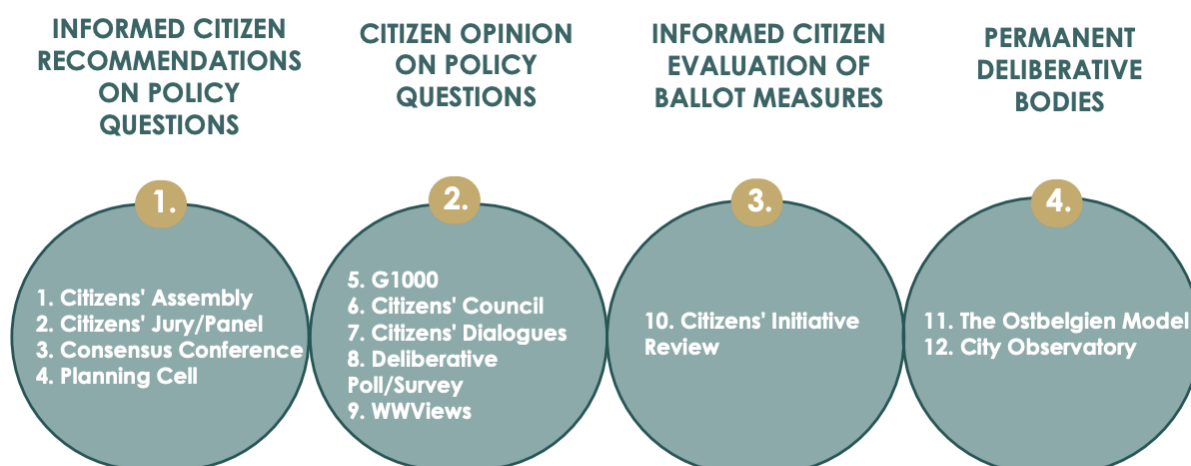 INFORMED CITIZEN
RECOMMENDATIONS
ON POLICY
QUESTIONS
CITIZEN OPINION
ON POLICY
QUESTIONS
INFORMED CITIZEN
EVALUATION OF
BALLOT MEASURES
PERMANENT
DELIBERATIVE
BODIES
1.
2.
3.
4.
1. Citizens' Assembly
2. Citizens' Jury/Panel
3. Consensus Conference
4. Planning Cell
5. G1000
6. Citizens' Council
7. Citizens' Dialogues
8. Deliberative
Poll/Survey
9. WWViews
10. Citizens' Initiative
Review
11. The Ostbelgien Model
12. City Observatory